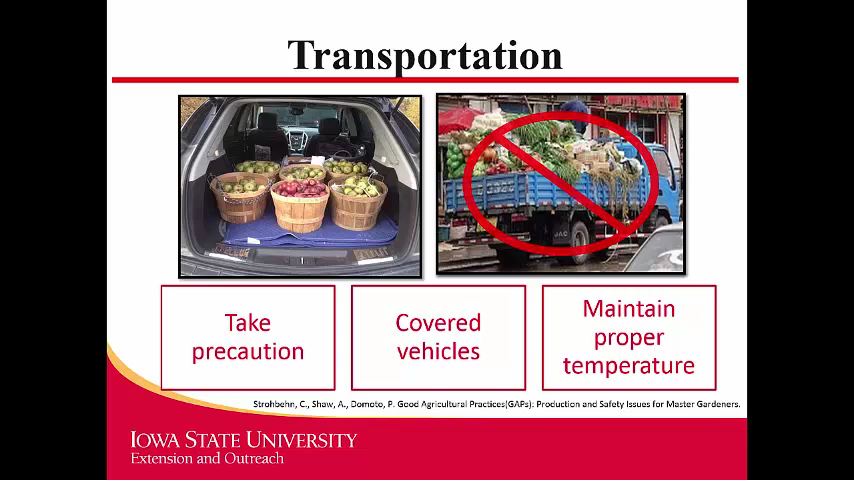 Transportation
JAC
Take
precaution
Covered
vehicles
Maintain
proper
temperature
Strohbehn, C., Shaw, A., Domoto, P. Good Agricultural Practices(GAPs): Production and Safety Issues for Master Gardeners.
IOWA STATE UNIVERSITY
Extension and Outreach